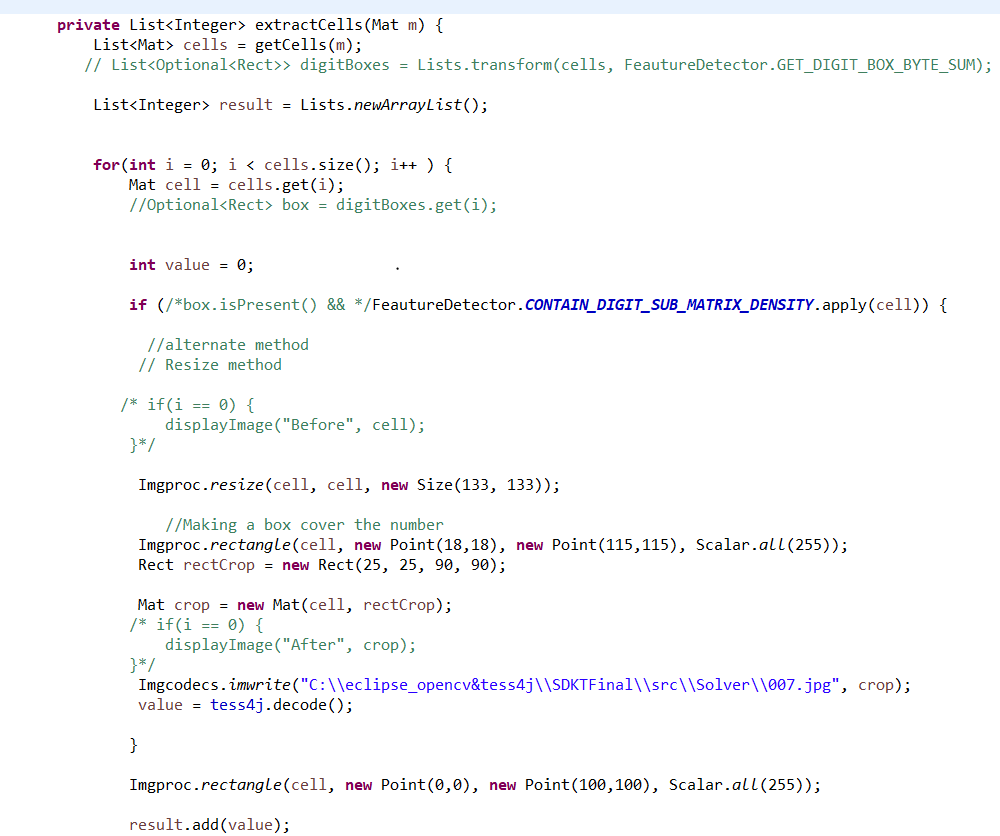 private List<Integer> extractCells(Mat m) {
List<Mat> cells = getCells(m);
// List<Optional<Rect>> digitBoxes = Lists.transform(cells, FeautureDetector.GET_DIGIT_BOX_BYTE_SUM);
List<Integer> result = Lists.newArrayList();
for(int i = 0; i < cells.size(); i++ ) {
Mat cell = cells.get(i);
//Optional<Rect> box = digitBoxes.get(i);
int value = 0; .
if (/*box.isPresent() && */FeautureDetector.CONTAIN_DIGIT_SUB_MATRIX_DENSITY.apply(cell)) {
//alternate method
// Resize method
/* if(i == 0) {
displayImage("Before", cell);
}*/
Imgproc.resize(cell, cell, new Size(133, 133));
//Making a box cover the number
Imgproc.rectangle(cell, new Point(18,18), new Point(115,115), Scalar.all(255));
Rect rectCrop = new Rect(25, 25, 90, 90);
Mat crop = new Mat(cell, rectCrop);
/* if(i == 0) {
displayImage("After", crop);
}*/
Imgcodecs.imwrite("C:\\eclipse_opencv&tess4j\\SDKTFinal\\src\\Solver\\007.jpg", crop);
value = tess4j.decode();
}
Imgproc.rectangle(cell, new Point(0,0), new Point(100,100), Scalar.all(255));
result.add(value);